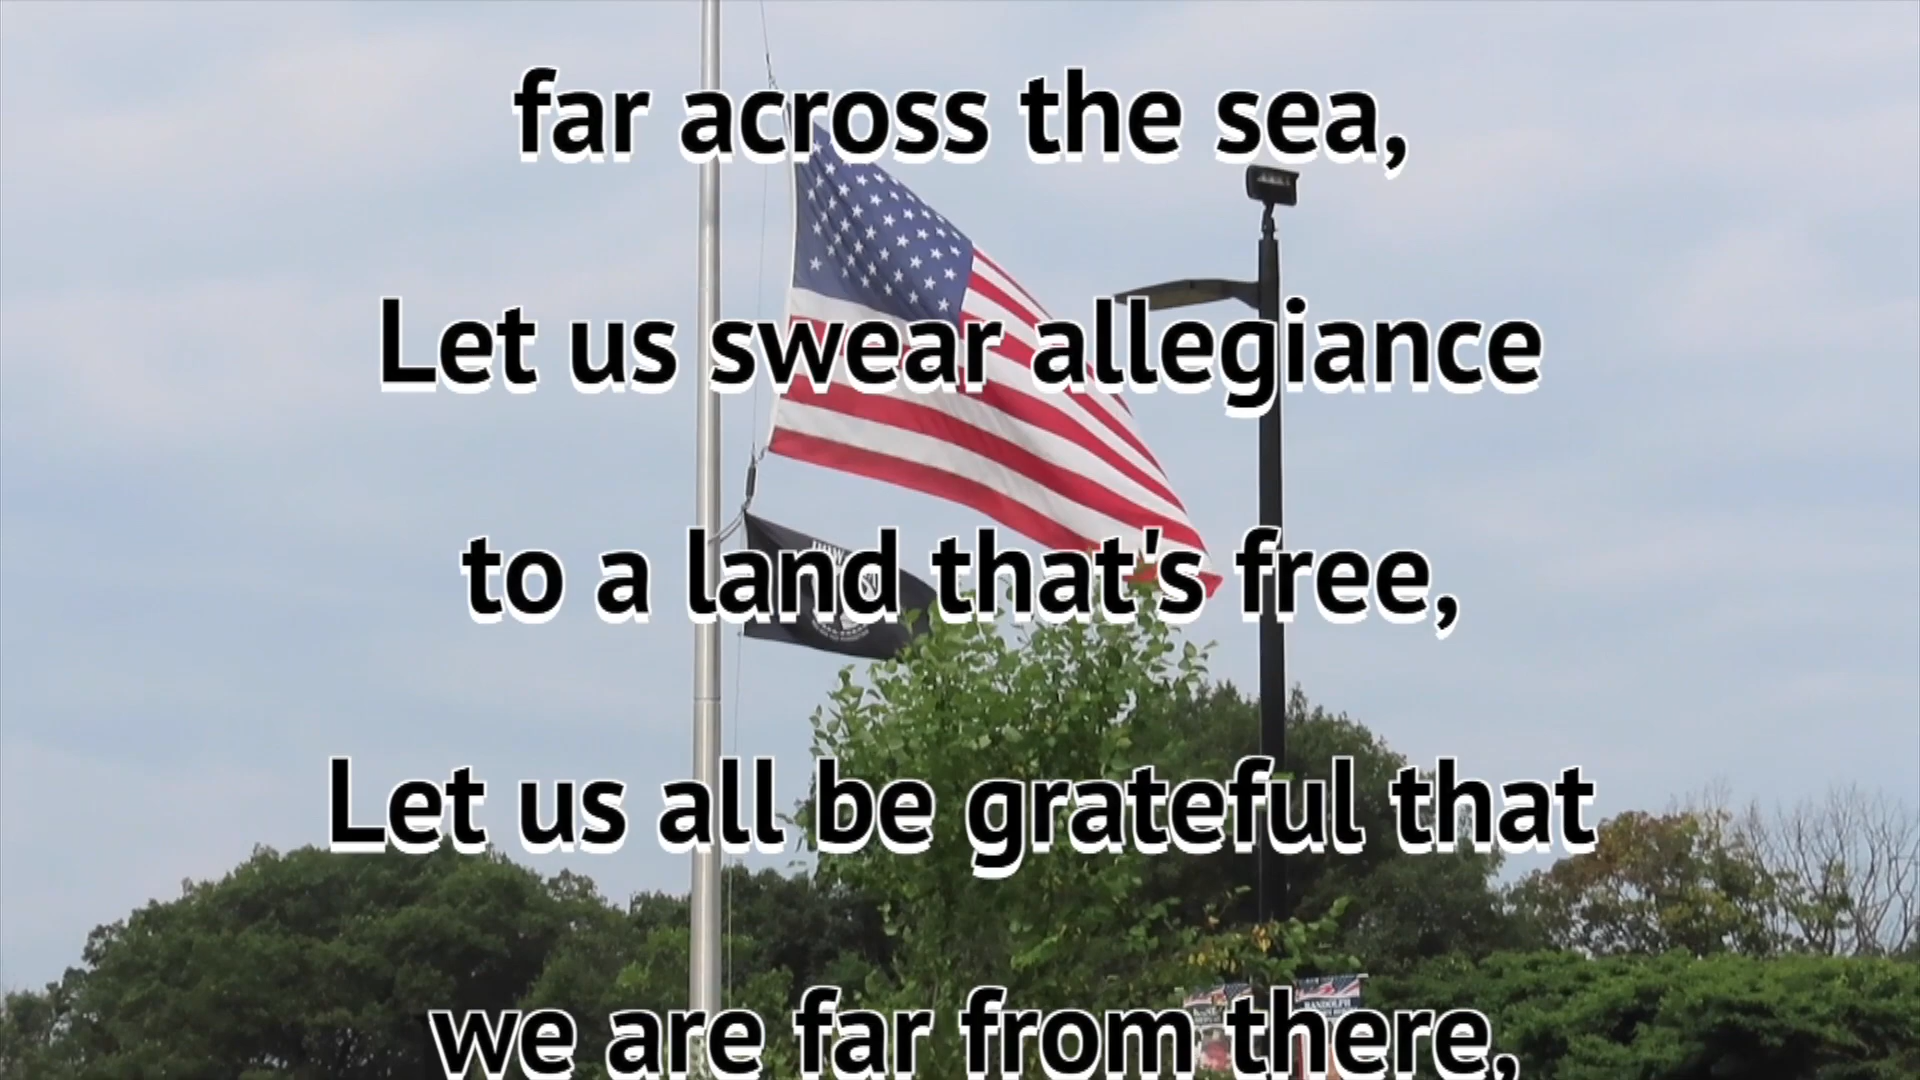 far across the sea,
Let us swear allegiance
to a land that's free,
Let us all be grateful that
we are far from there,
RANDOLPH